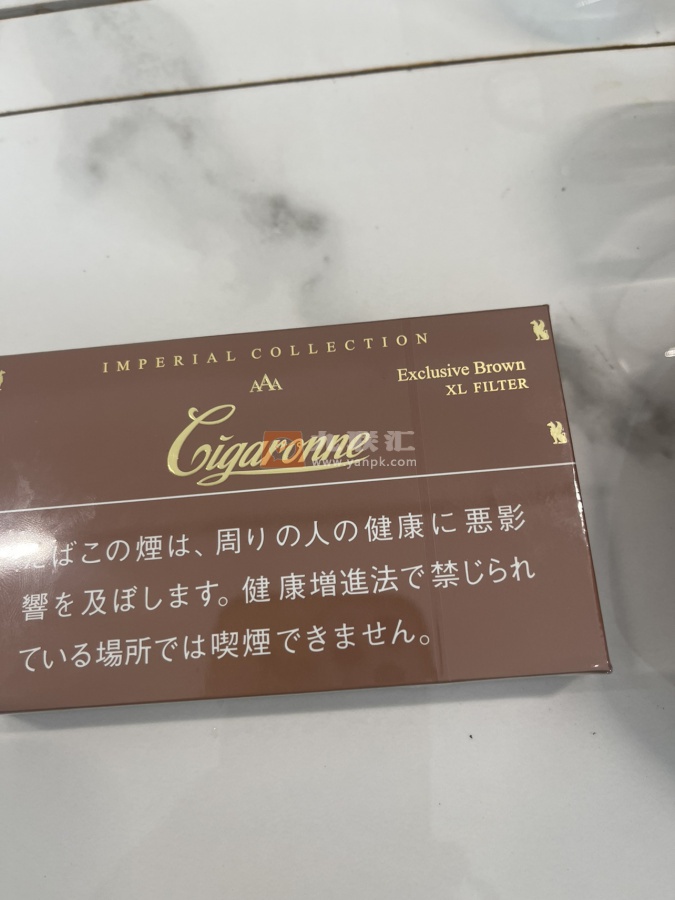 IMPERIAL COLLECTION
AAA
Exclusive Brown
XL FILTER
Cigaronne
汇
www.yanpk.com
ばこの煙は、周りの人の健康に悪影
響を及ぼします。健康増進法で禁じられ
ている場所では喫煙できません。